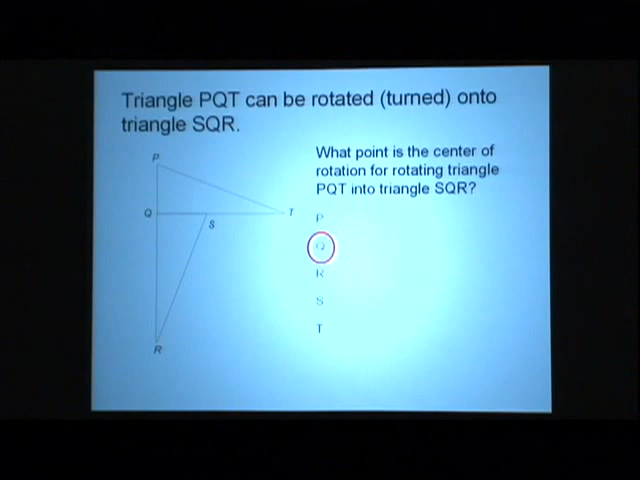 Triangle PQT can be rotated (turned) onto
triangle SQR.
What point is the center of
rotation for rotating triangle
PQT into triangle SQR?
P
Q
R
S
T
P
Q
T
S
R